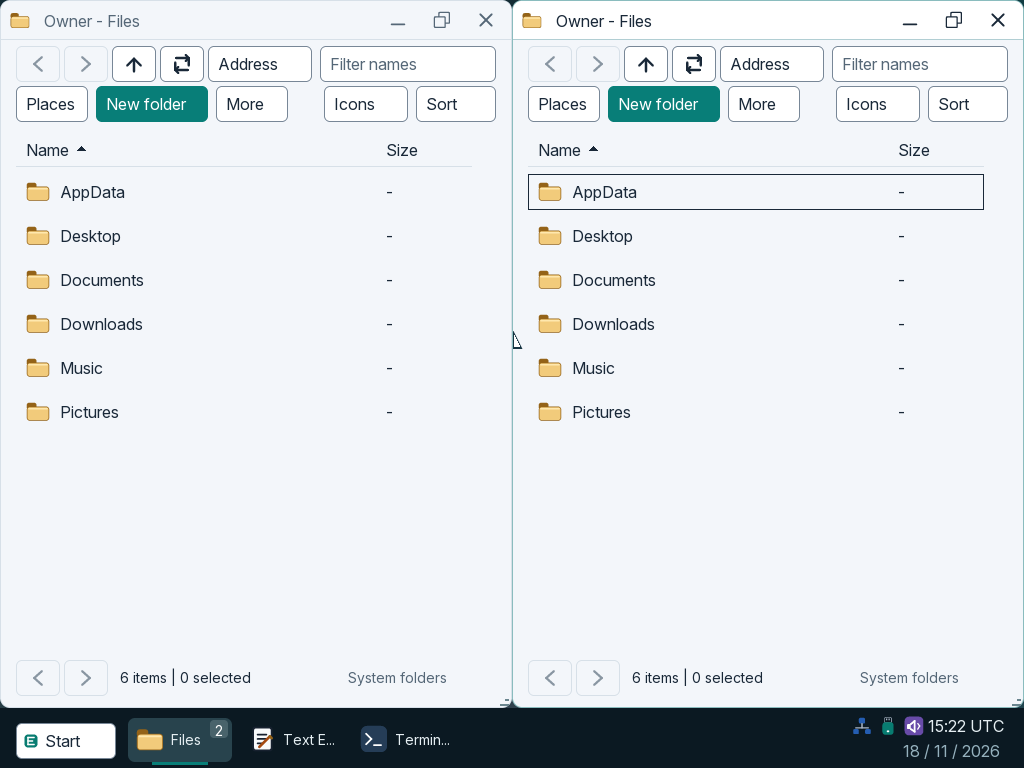 Owner - Files
Address
Filter names
Places
New folder
More
Icons
Sort
Name
Size
AppData -
Desktop -
Documents -
Downloads -
Music -
Pictures -
6 items | 0 selected
System folders
Owner - Files
Address
Filter names
Places
New folder
More
Icons
Sort
Name
Size
AppData -
Desktop -
Documents -
Downloads -
Music -
Pictures -
6 items | 0 selected
System folders
Start
Files
2
Text E...
Termin...
15:22 UTC
18 / 11 / 2026